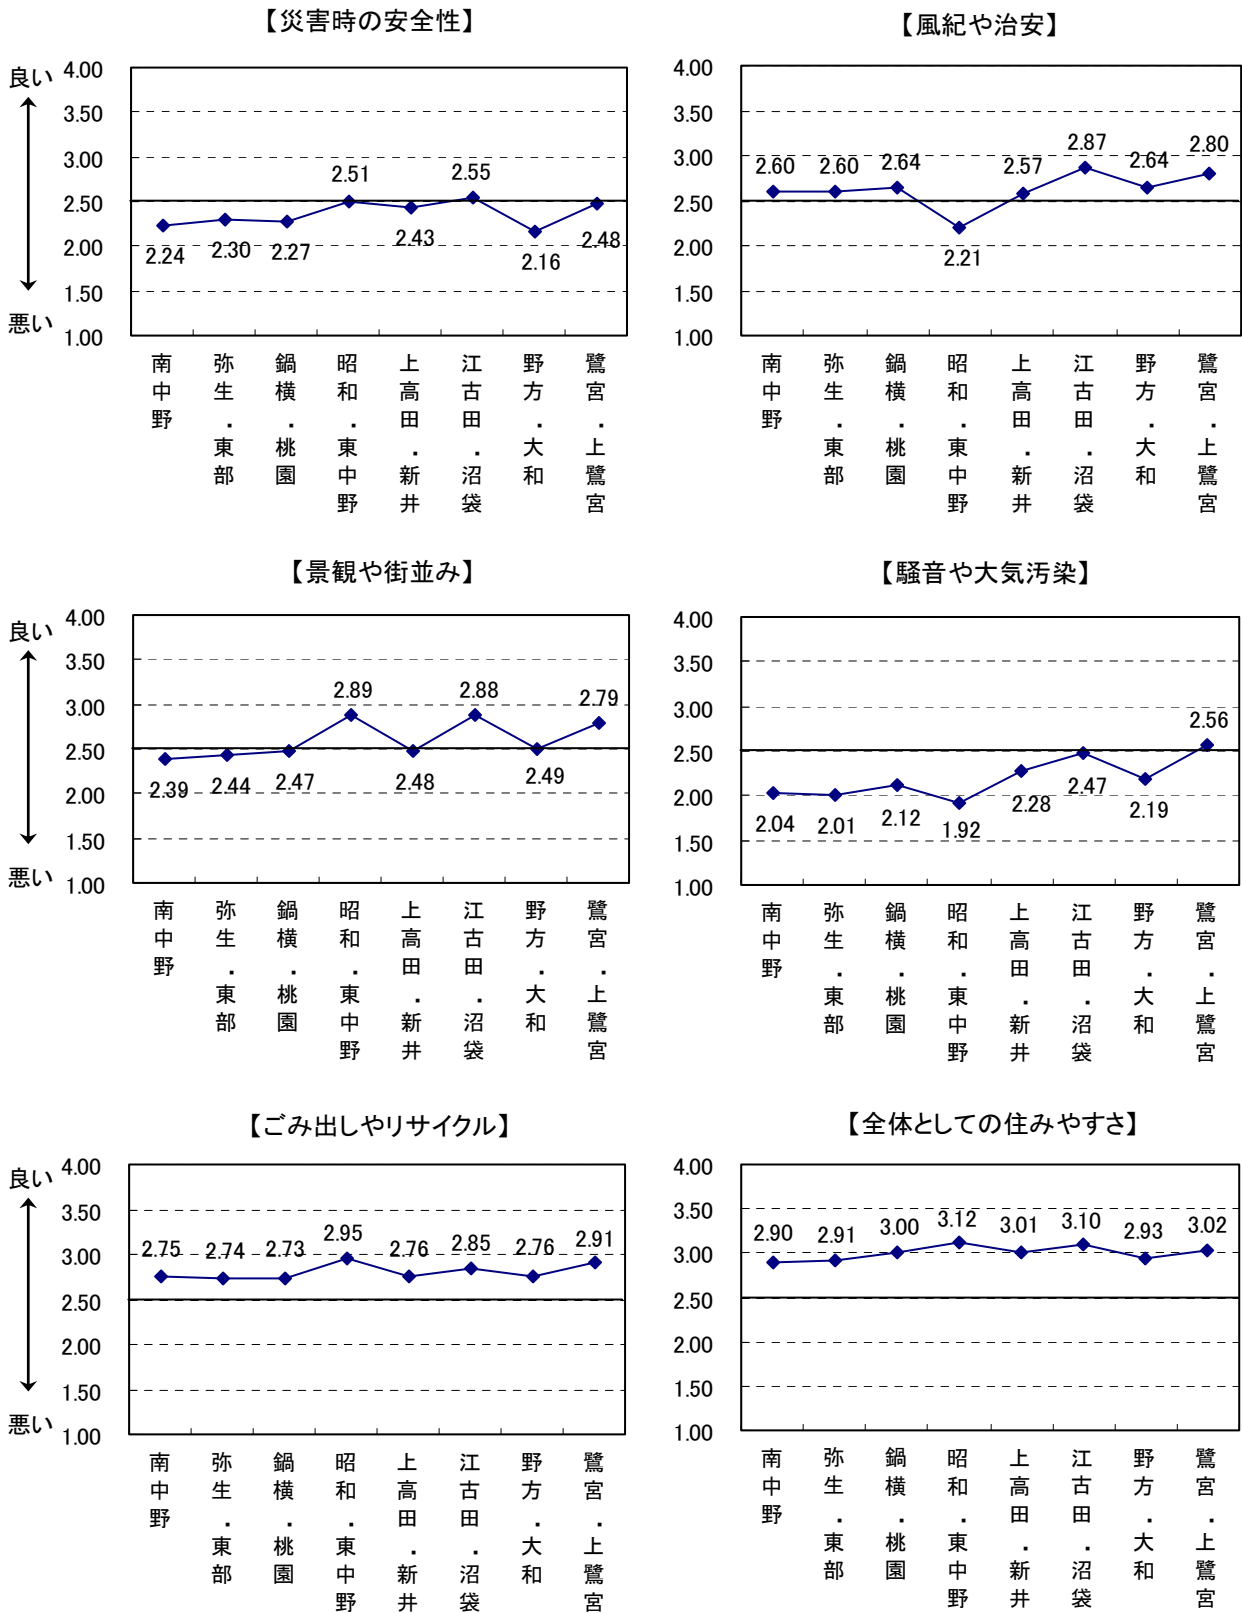 【災害時の安全性】
良い
悪い
4.00
3.50
3.00
2.50
2.00
1.50
1.00
2.24
2.30
2.27
2.51
2.43
2.55
2.16
2.48
南中野
弥生・東部
鍋横・桃園
昭和・東中野
上高田・新井
江古田・沼袋
野方・大和
鷺宮・上鷺宮
【風紀や治安】
4.00
3.50
3.00
2.50
2.00
1.50
1.00
2.60
2.60
2.64
2.21
2.57
2.87
2.64
2.80
南中野
弥生・東部
鍋横・桃園
昭和・東中野
上高田・新井
江古田・沼袋
野方・大和
鷺宮・上鷺宮
【景観や街並み】
良い
悪い
4.00
3.50
3.00
2.50
2.00
1.50
1.00
2.39
2.44
2.47
2.89
2.48
2.88
2.49
2.79
南中野
弥生・東部
鍋横・桃園
昭和・東中野
上高田・新井
江古田・沼袋
野方・大和
鷺宮・上鷺宮
【騒音や大気汚染】
4.00
3.50
3.00
2.50
2.00
1.50
1.00
2.04
2.01
2.12
1.92
2.28
2.47
2.19
2.56
南中野
弥生・東部
鍋横・桃園
昭和・東中野
上高田・新井
江古田・沼袋
野方・大和
鷺宮・上鷺宮
【ごみ出しやリサイクル】
良い
悪い
4.00
3.50
3.00
2.50
2.00
1.50
1.00
2.75
2.74
2.73
2.95
2.76
2.85
2.76
2.91
南中野
弥生・東部
鍋横・桃園
昭和・東中野
上高田・新井
江古田・沼袋
野方・大和
鷺宮・上鷺宮
【全体としての住みやすさ】
4.00
3.50
3.00
2.50
2.00
1.50
1.00
2.90
2.91
3.00
3.12
3.01
3.10
2.93
3.02
南中野
弥生・東部
鍋横・桃園
昭和・東中野
上高田・新井
江古田・沼袋
野方・大和
鷺宮・上鷺宮